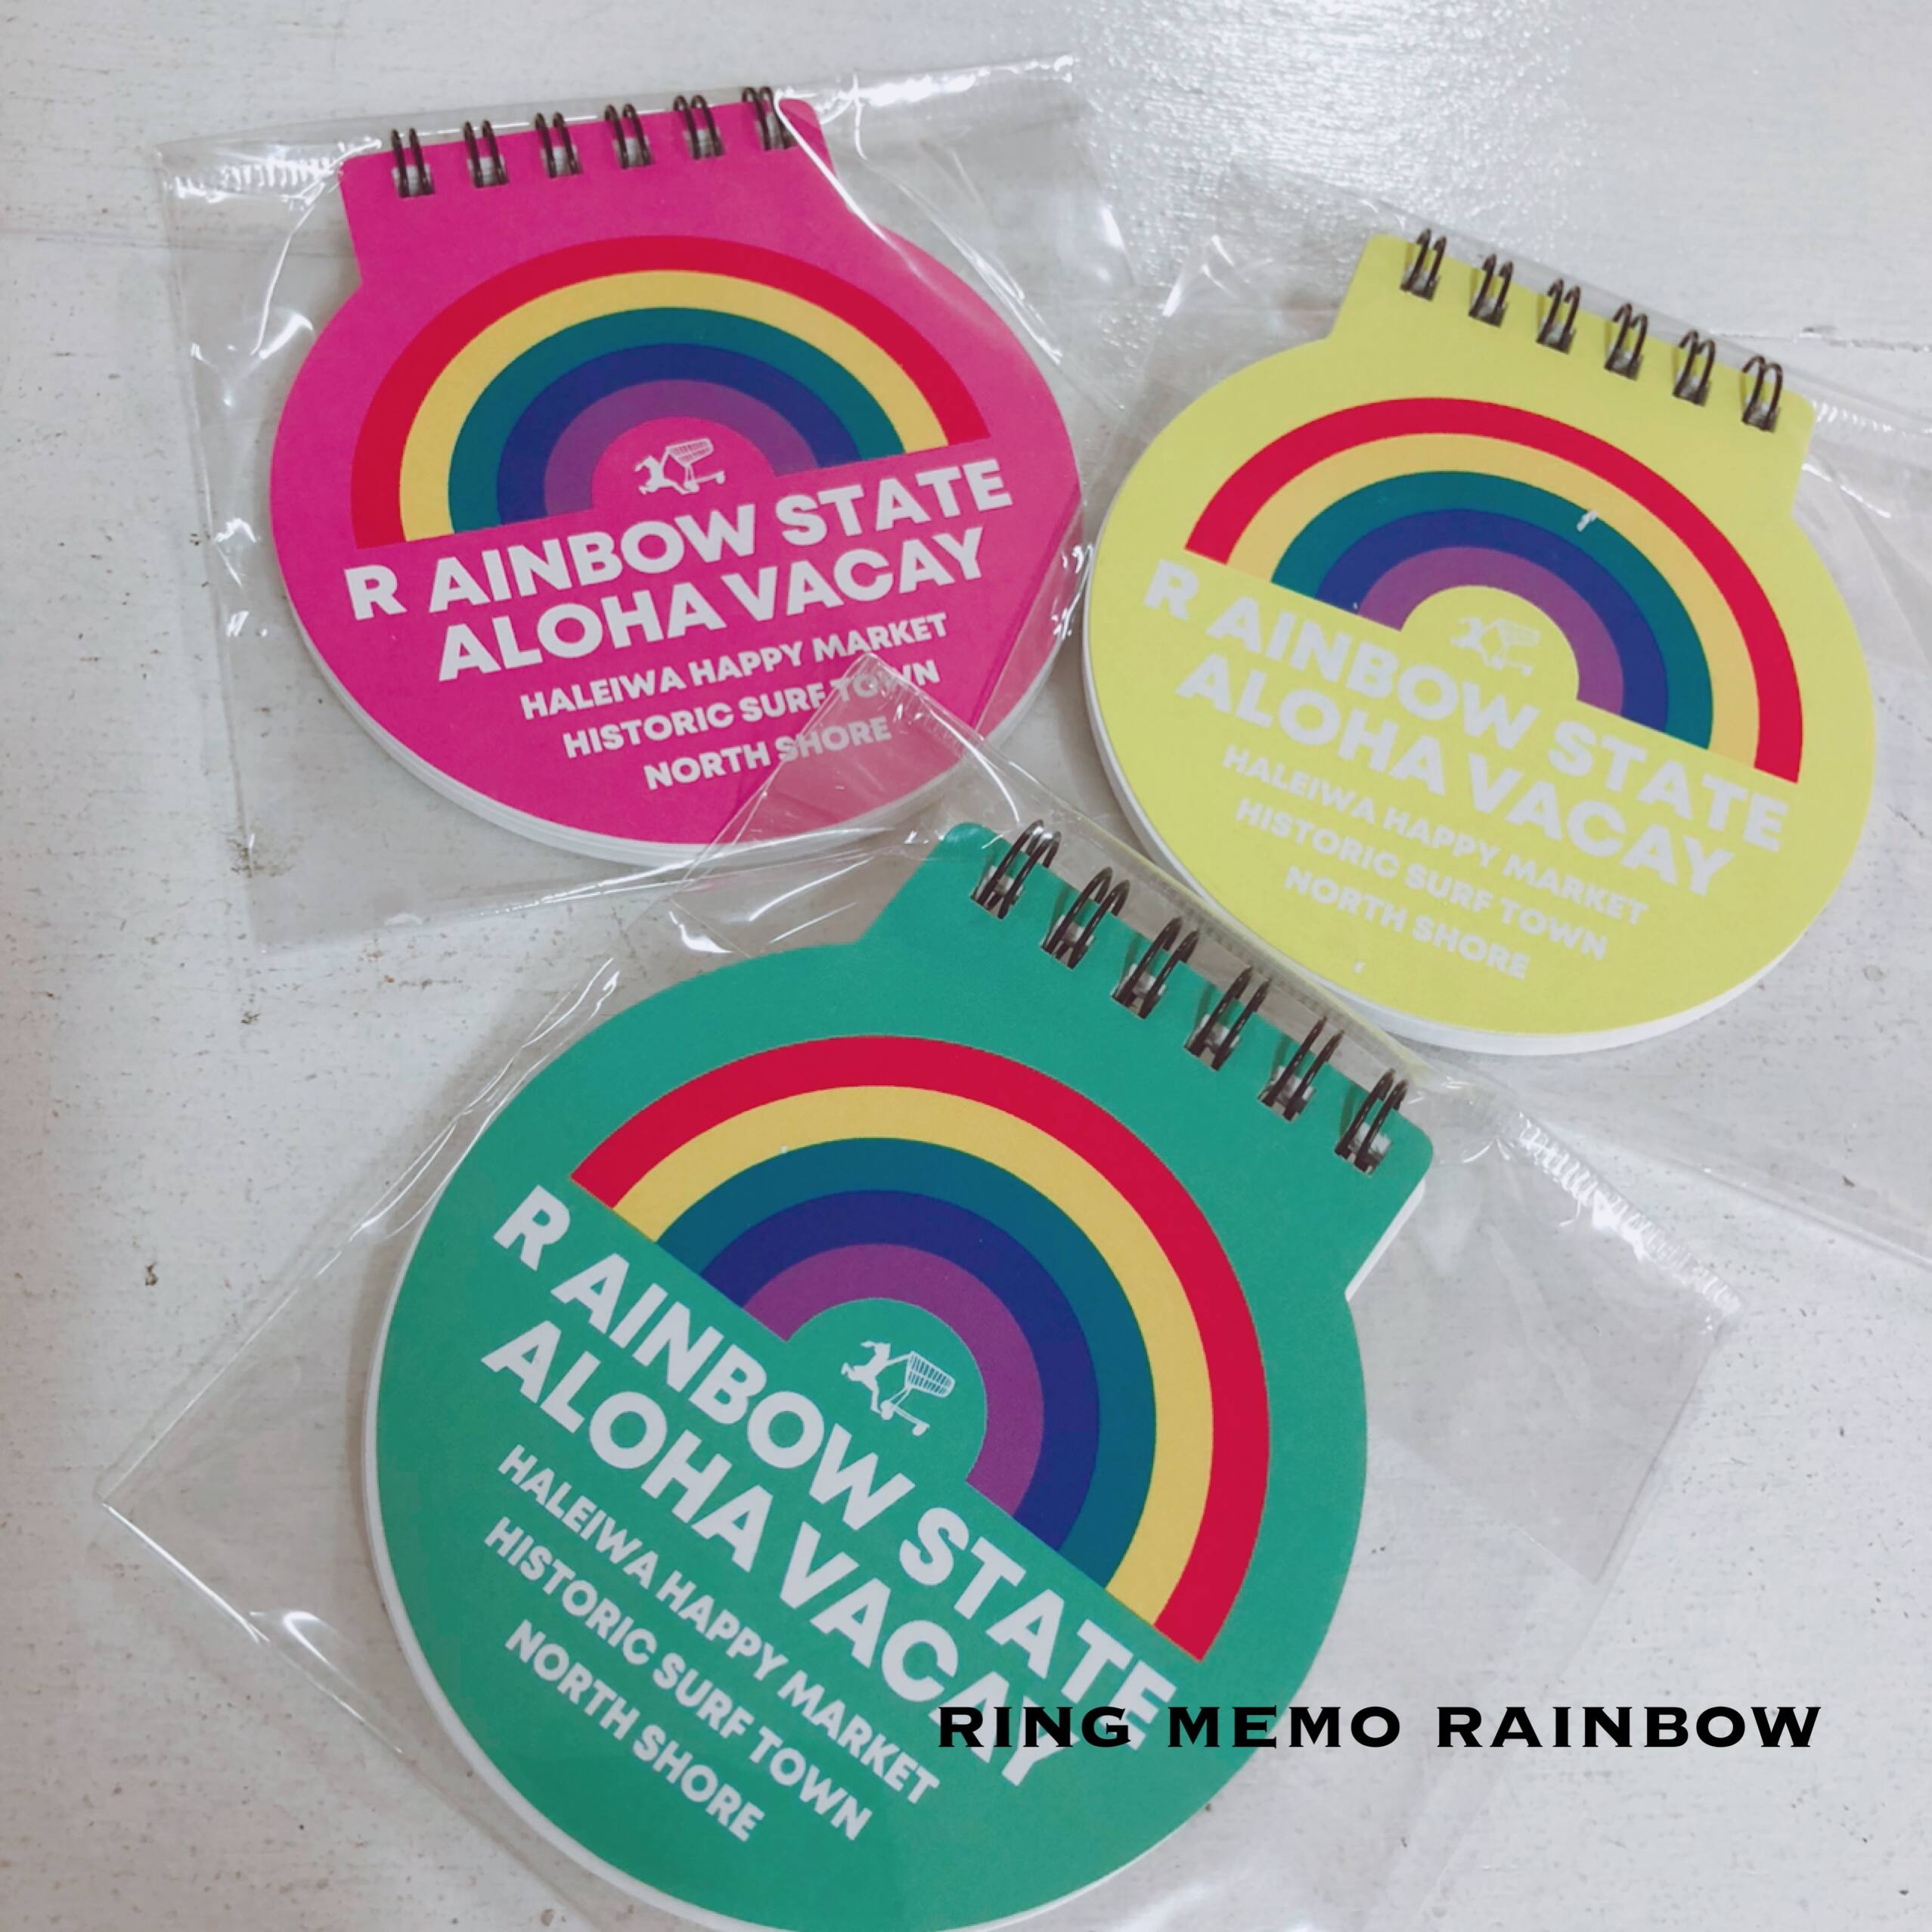 R AINBOW STATE
ALOHA VACAY
HALEIWA HAPPY MARKET
HISTORIC SURF TOWN
NORTH SHORE
R AINBOW STATE
ALOHA VACAY
HALEIWA HAPPY MARKET
HISTORIC SURF TOWN
NORTH SHORE
R AINBOW STATE
ALOHA VACAY
HALEIWA HAPPY MARKET
HISTORIC SURF TOWN
NORTH SHORE
RING MEMO RAINBOW